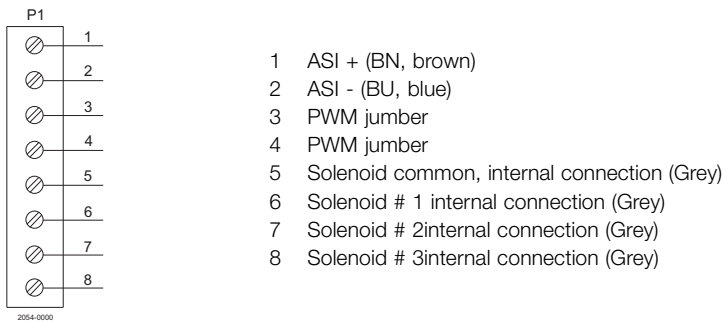 P1
1
2
3
4
5
6
7
8
2054-0000
1 ASI + (BN, brown)
2 ASI - (BU, blue)
3 PWM jumber
4 PWM jumber
5 Solenoid common, internal connection (Grey)
6 Solenoid # 1 internal connection (Grey)
7 Solenoid # 2internal connection (Grey)
8 Solenoid # 3internal connection (Grey)